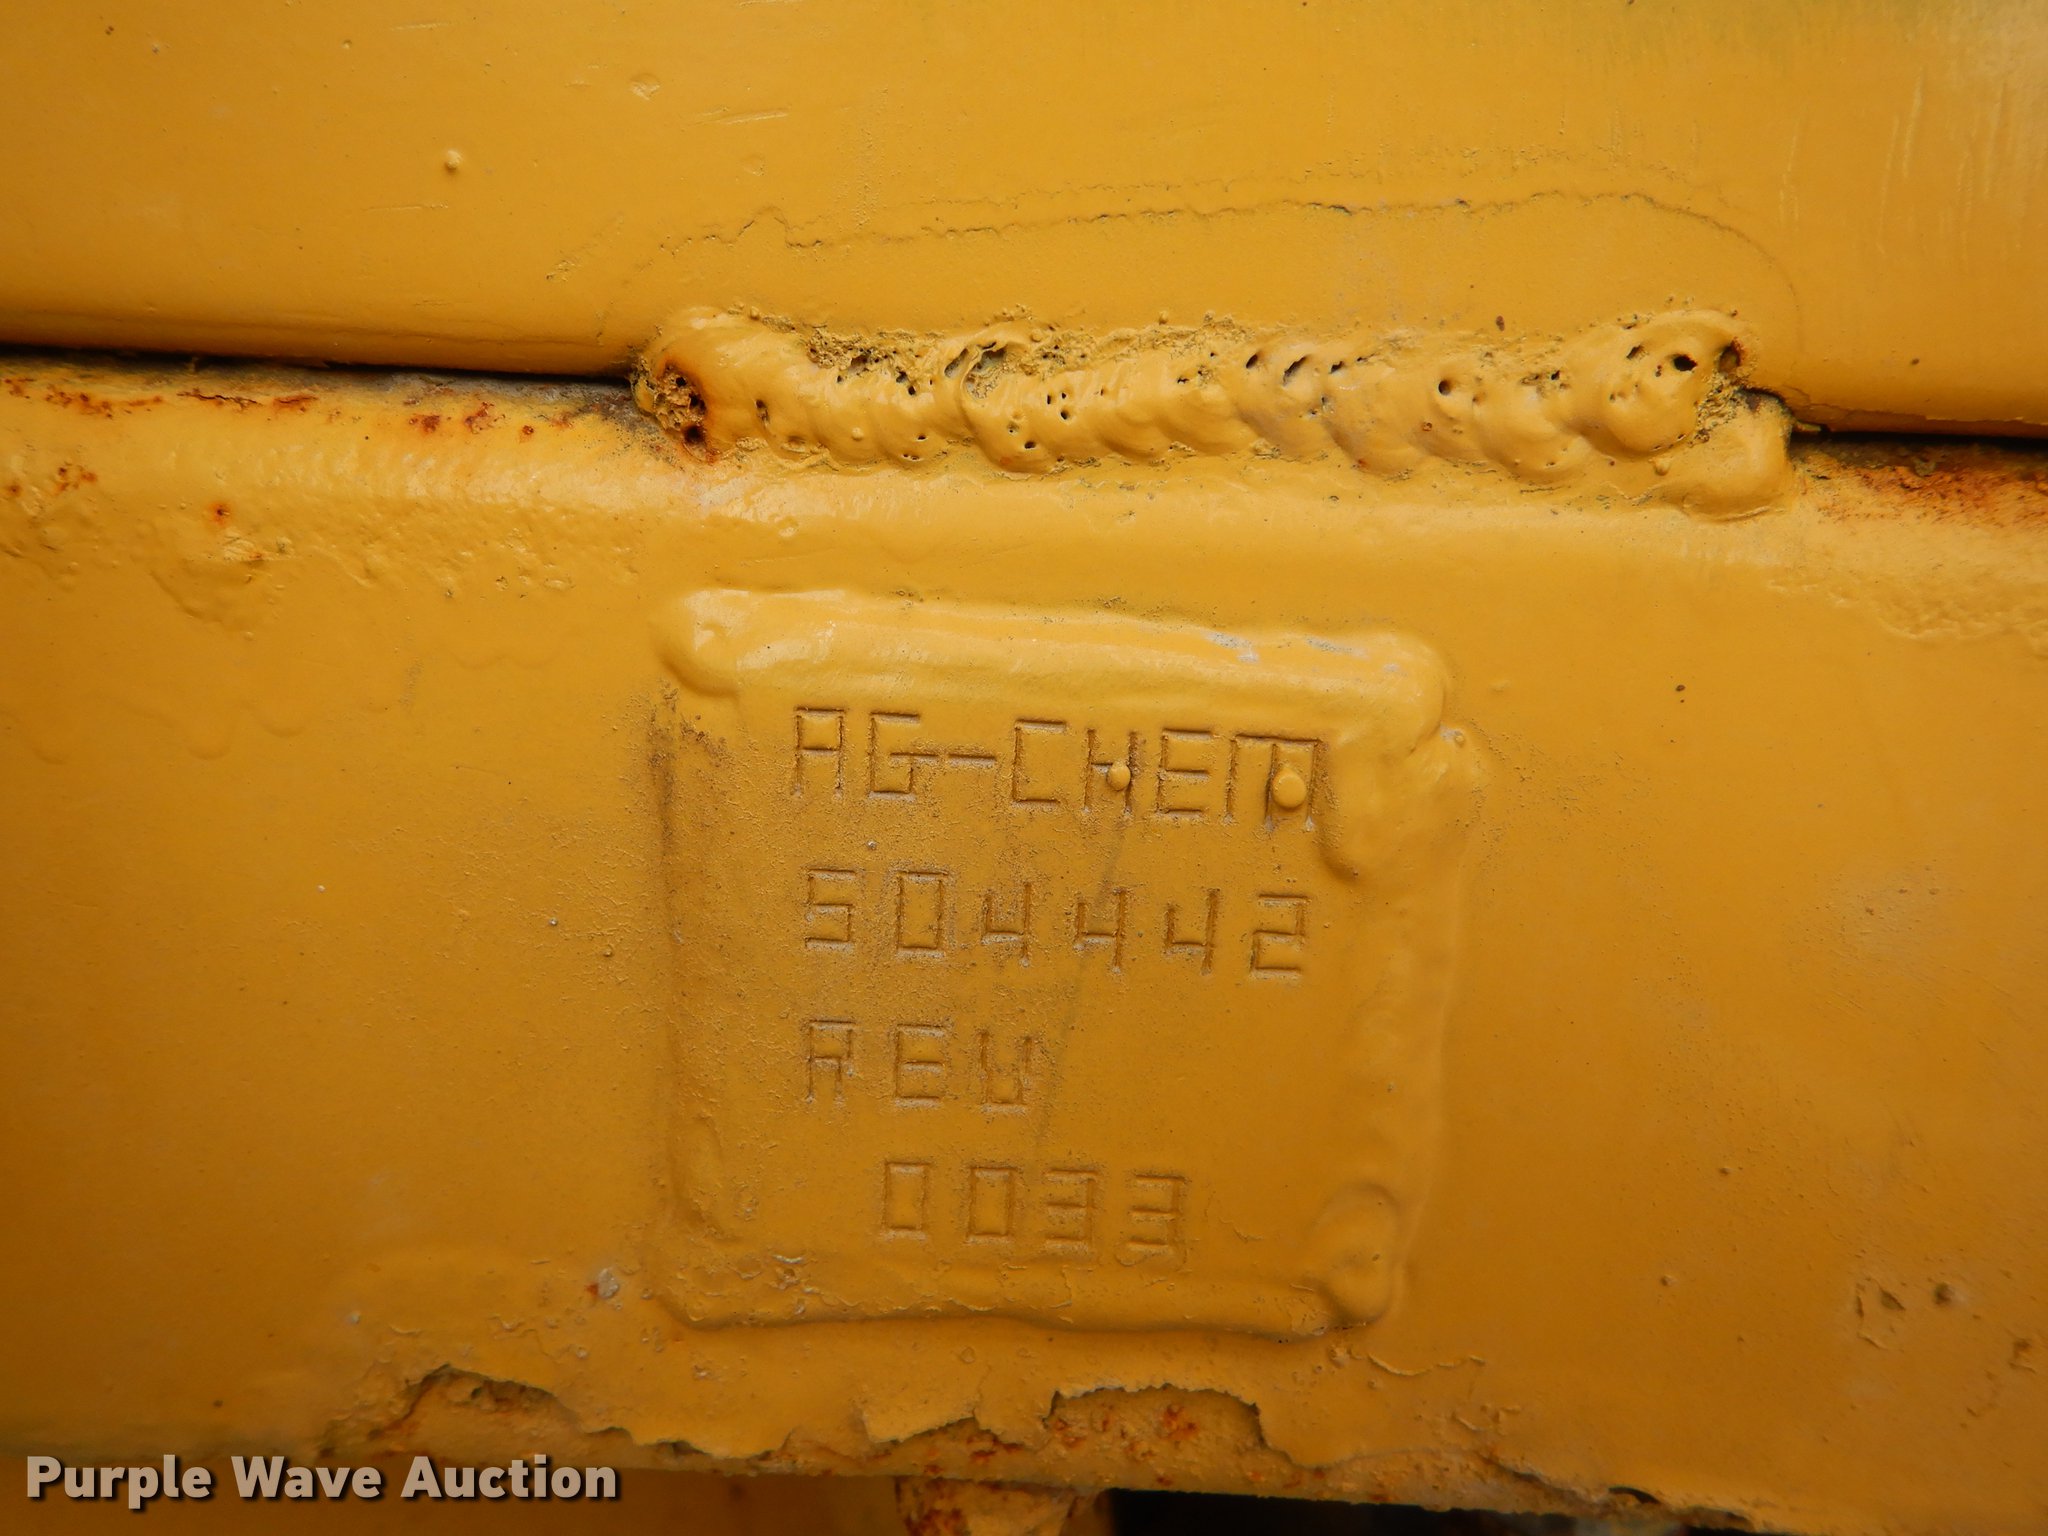 AG-CHEM
504442
REV
0033
Purple Wave Auction